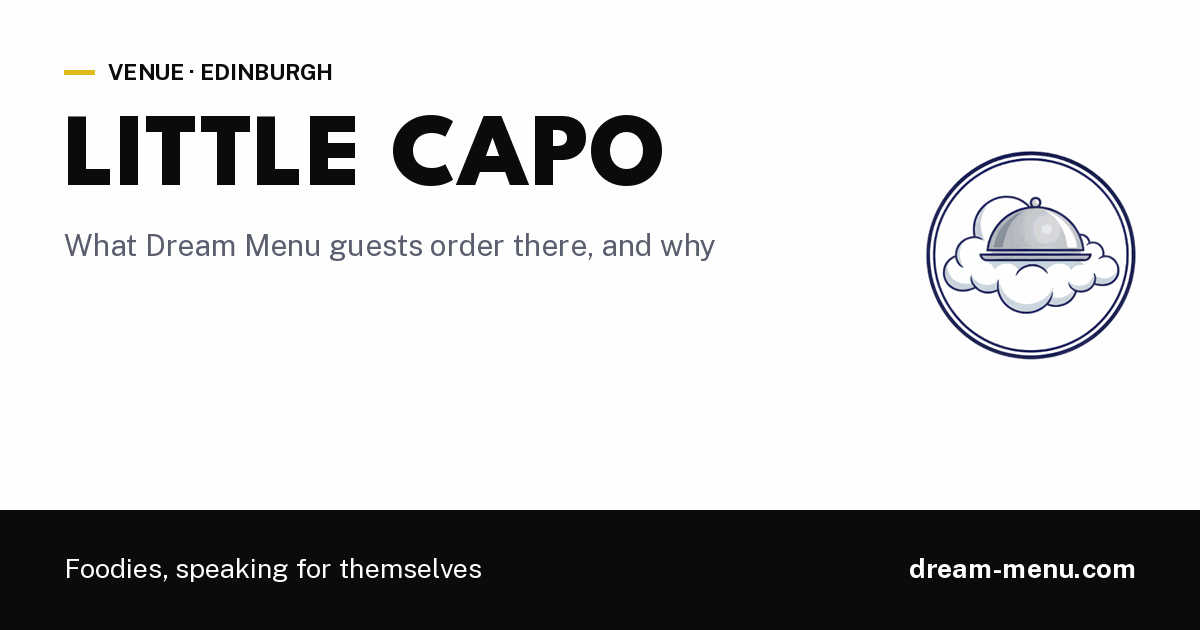 VENUE · EDINBURGH
LITTLE CAPO
What Dream Menu guests order there, and why
Foodies, speaking for themselves
dream-menu.com